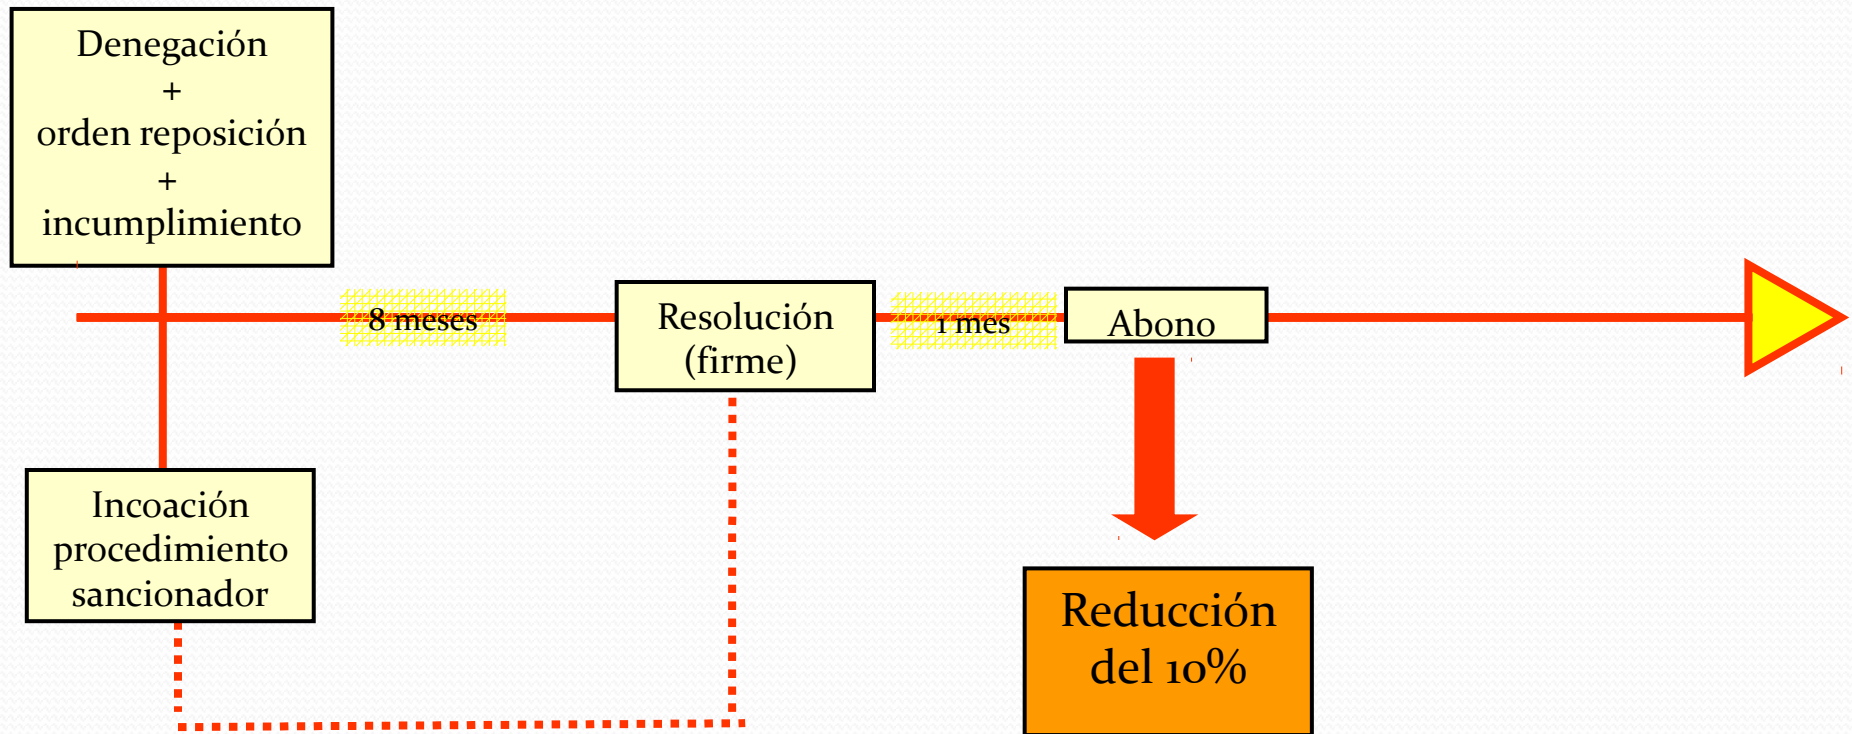 Denegación
+
orden reposición
+
incumplimiento
8 meses
Resolución
(firme)
1 mes
Abono
Incoación
procedimiento
sancionador
Reducción
del 10%